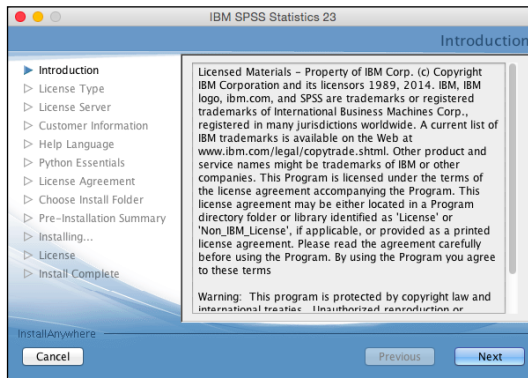 IBM SPSS Statistics 23
Introduction
Introduction
License Type
License Server
Customer Information
Help Language
Python Essentials
License Agreement
Choose Install Folder
Pre-Installation Summary
Installing...
License
Install Complete
Licensed Materials - Property of IBM Corp. (c) Copyright
IBM Corporation and its licensors 1989, 2014. IBM, IBM
logo, ibm.com, and SPSS are trademarks or registered
trademarks of International Business Machines Corp.,
registered in many jurisdictions worldwide. A current list of
IBM trademarks is available on the Web at
www.ibm.com/legal/copytrade.shtml. Other product and
service names might be trademarks of IBM or other
companies. This Program is licensed under the terms of
the license agreement accompanying the Program. This
license agreement may be either located in a Program
directory folder or library identified as 'License' or
'Non_IBM_License', if applicable, or provided as a printed
license agreement. Please read the agreement carefully
before using the Program. By using the Program you agree
to these terms
Warning: This program is protected by copyright law and
international treaties. Unauthorized reproduction or
InstallAnywhere
Cancel
Previous
Next